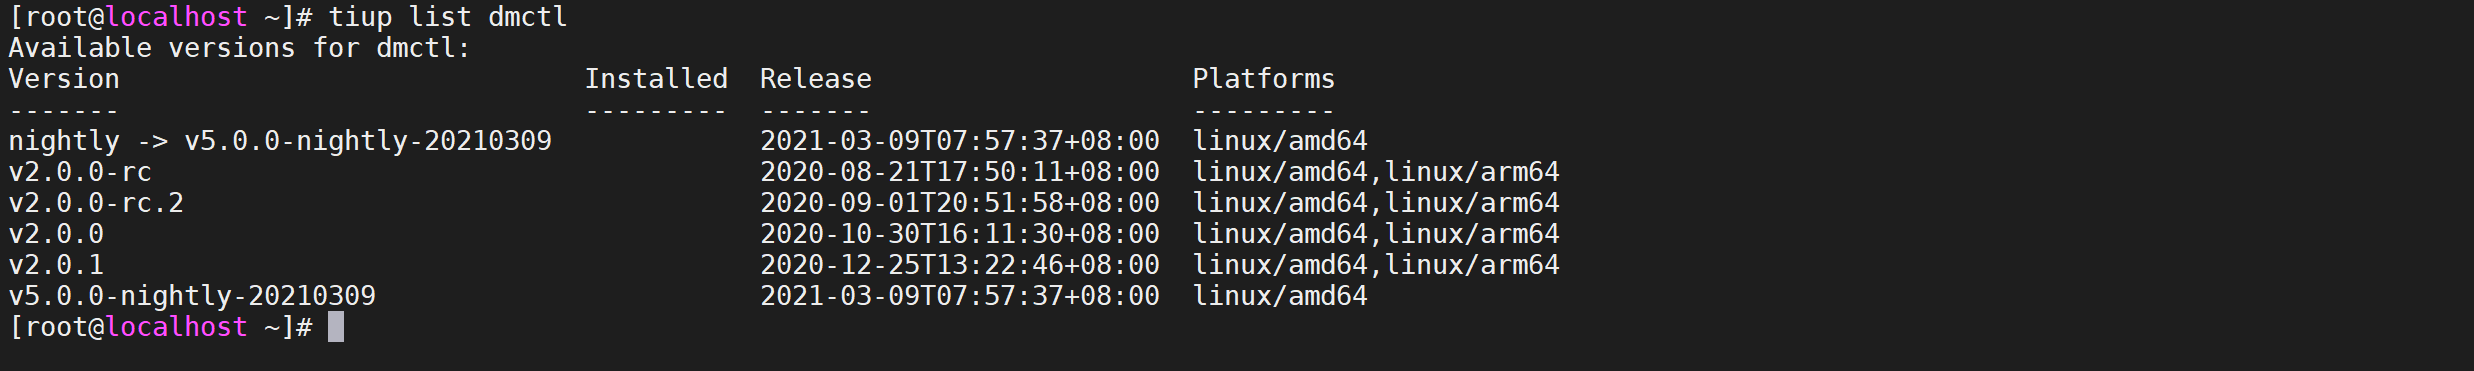 [root@localhost ~]# tiup list dmctl
Available versions for dmctl:
Version                             Installed  Release                    Platforms
-------                             ---------  -------                    ---------
nightly -> v5.0.0-nightly-20210309             2021-03-09T07:57:37+08:00  linux/amd64
v2.0.0-rc                                      2020-08-21T17:50:11+08:00  linux/amd64,linux/arm64
v2.0.0-rc.2                                    2020-09-01T20:51:58+08:00  linux/amd64,linux/arm64
v2.0.0                                         2020-10-30T16:11:30+08:00  linux/amd64,linux/arm64
v2.0.1                                         2020-12-25T13:22:46+08:00  linux/amd64,linux/arm64
v5.0.0-nightly-20210309                        2021-03-09T07:57:37+08:00  linux/amd64
[root@localhost ~]#